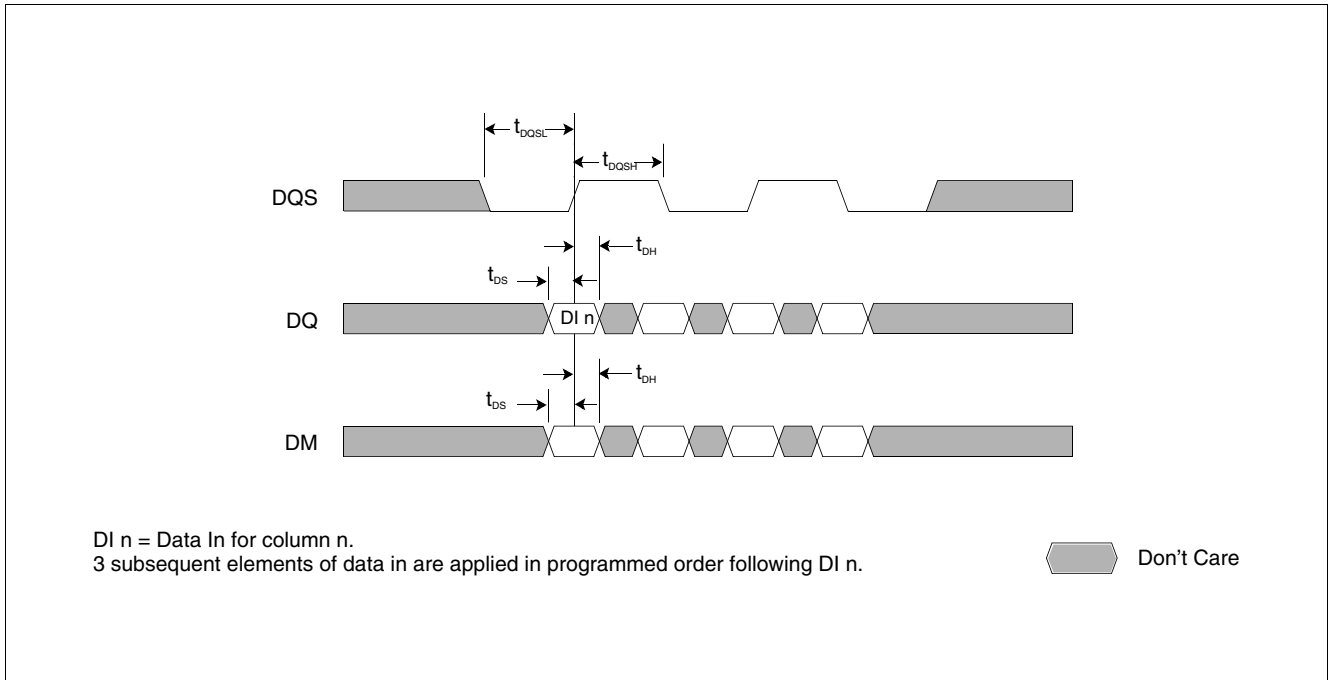 tDQSL
tDQSH
DQS
tDH
tDS
DQ
DI n
tDH
tDS
DM
DI n = Data In for column n.
3 subsequent elements of data in are applied in programmed order following DI n.
Don't Care